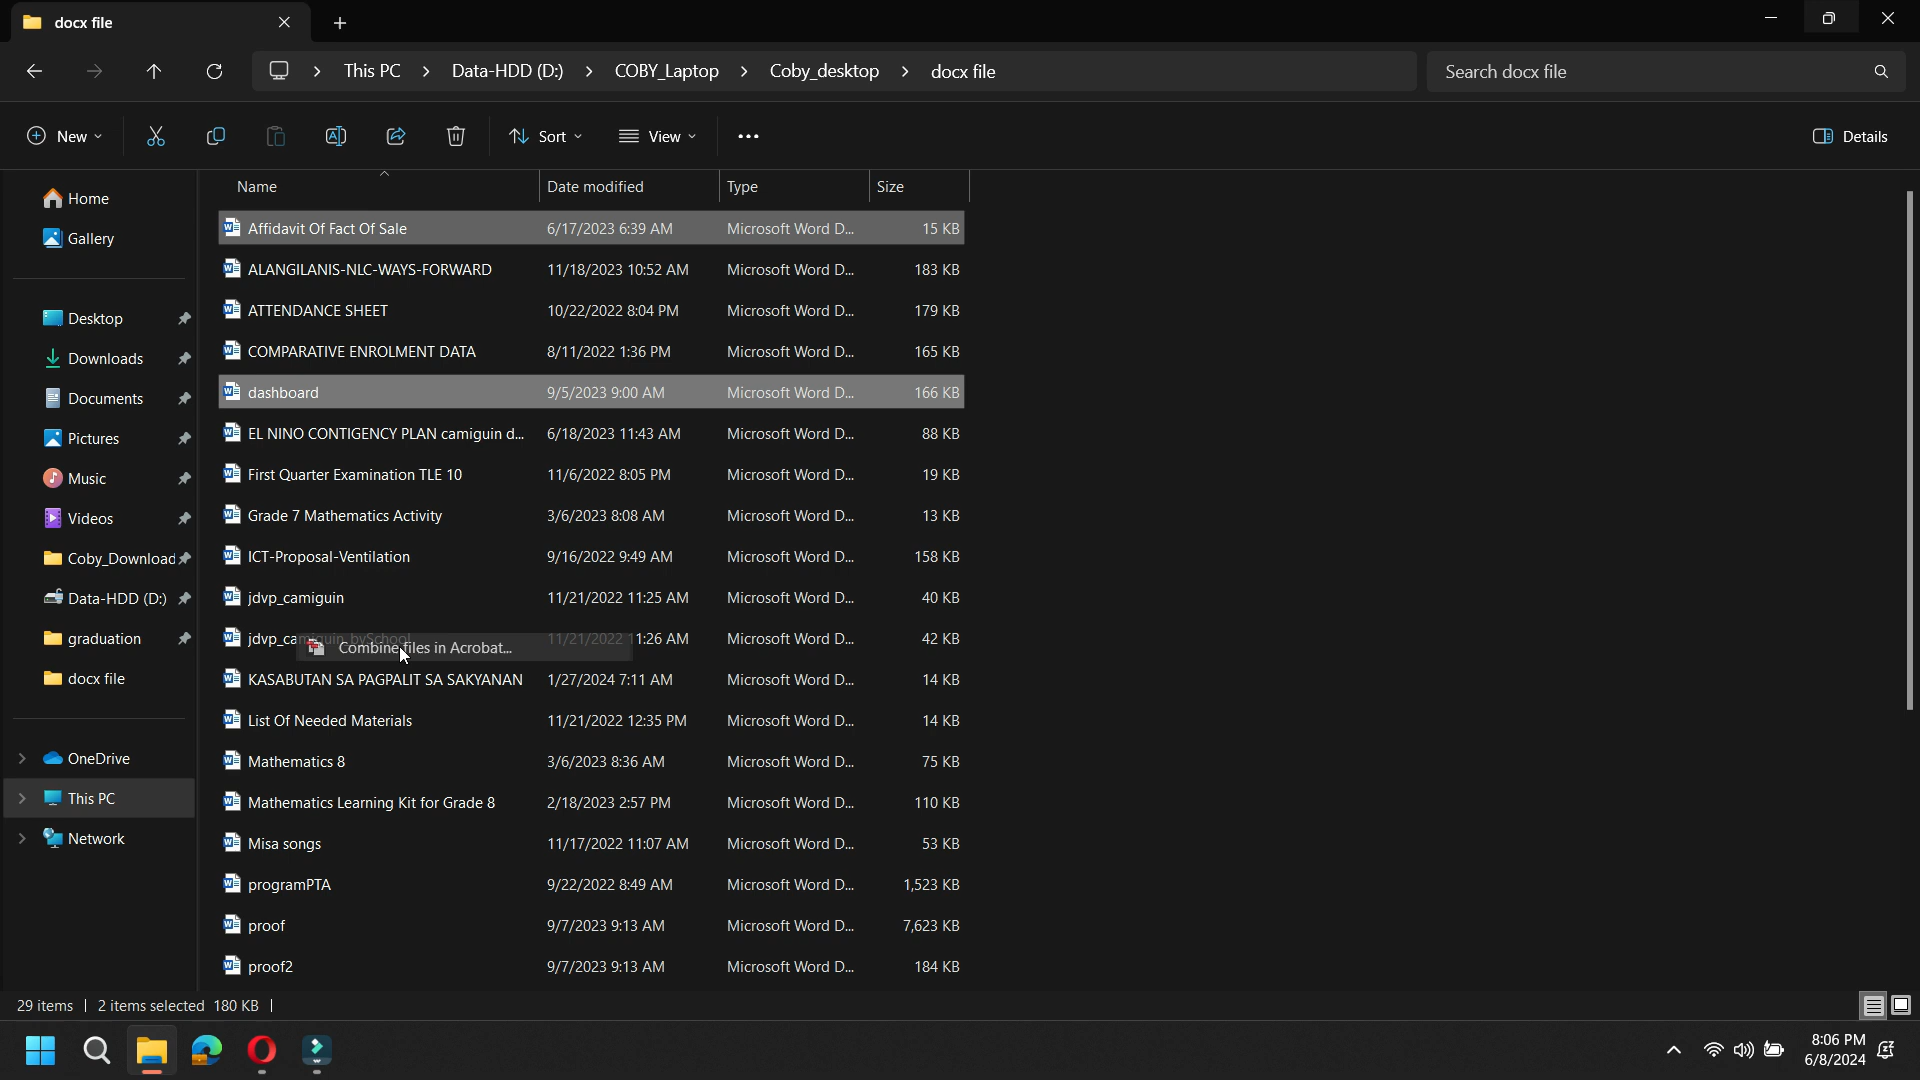 docx file
This PC > Data-HDD (D:) > COBY_Laptop > Coby_desktop > docx file
Search docx file
New Sort View Details
Name Date modified Type Size
Home
Gallery
Desktop
Downloads
Documents
Pictures
Music
Videos
Coby_Download
Data-HDD (D:)
graduation
docx file
OneDrive
This PC
Network
Affidavit Of Fact Of Sale 6/17/2023 6:39 AM Microsoft Word D... 15 KB
ALANGILANIS-NLC-WAYS-FORWARD 11/18/2023 10:52 AM Microsoft Word D... 183 KB
ATTENDANCE SHEET 10/22/2022 8:04 PM Microsoft Word D... 179 KB
COMPARATIVE ENROLMENT DATA 8/11/2022 1:36 PM Microsoft Word D... 165 KB
dashboard 9/5/2023 9:00 AM Microsoft Word D... 166 KB
EL NINO CONTIGENCY PLAN camiguin d... 6/18/2023 11:43 AM Microsoft Word D... 88 KB
First Quarter Examination TLE 10 11/6/2022 8:05 PM Microsoft Word D... 19 KB
Grade 7 Mathematics Activity 3/6/2023 8:08 AM Microsoft Word D... 13 KB
ICT-Proposal-Ventilation 9/16/2022 9:49 AM Microsoft Word D... 158 KB
jdvp_camiguin 11/21/2022 11:25 AM Microsoft Word D... 40 KB
jdvp_camiguin_bySchool 11/21/2022 11:26 AM Microsoft Word D... 42 KB
Combine files in Acrobat...
KASABUTAN SA PAGPALIT SA SAKYANAN 1/27/2024 7:11 AM Microsoft Word D... 14 KB
List Of Needed Materials 11/21/2022 12:35 PM Microsoft Word D... 14 KB
Mathematics 8 3/6/2023 8:36 AM Microsoft Word D... 75 KB
Mathematics Learning Kit for Grade 8 2/18/2023 2:57 PM Microsoft Word D... 110 KB
Misa songs 11/17/2022 11:07 AM Microsoft Word D... 53 KB
programPTA 9/22/2022 8:49 AM Microsoft Word D... 1,523 KB
proof 9/7/2023 9:13 AM Microsoft Word D... 7,623 KB
proof2 9/7/2023 9:13 AM Microsoft Word D... 184 KB
29 items | 2 items selected 180 KB |
8:06 PM
6/8/2024